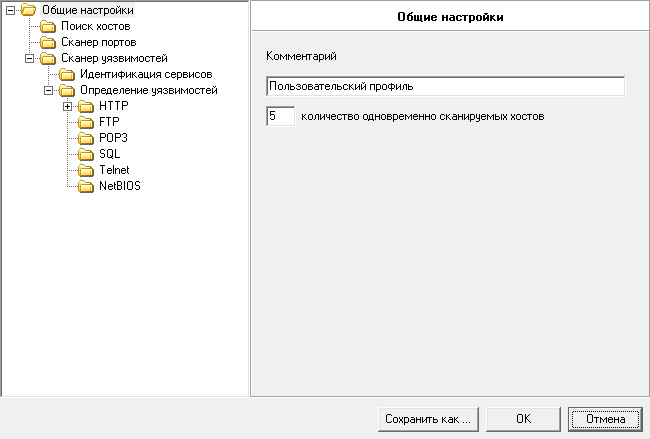 Общие настройки
Поиск хостов
Сканер портов
Сканер уязвимостей
Идентификация сервисов
Определение уязвимостей
HTTP
FTP
POP3
SQL
Telnet
NetBIOS
Общие настройки
Комментарий
Пользовательский профиль
5 количество одновременно сканируемых хостов
Сохранить как ... OK Отмена